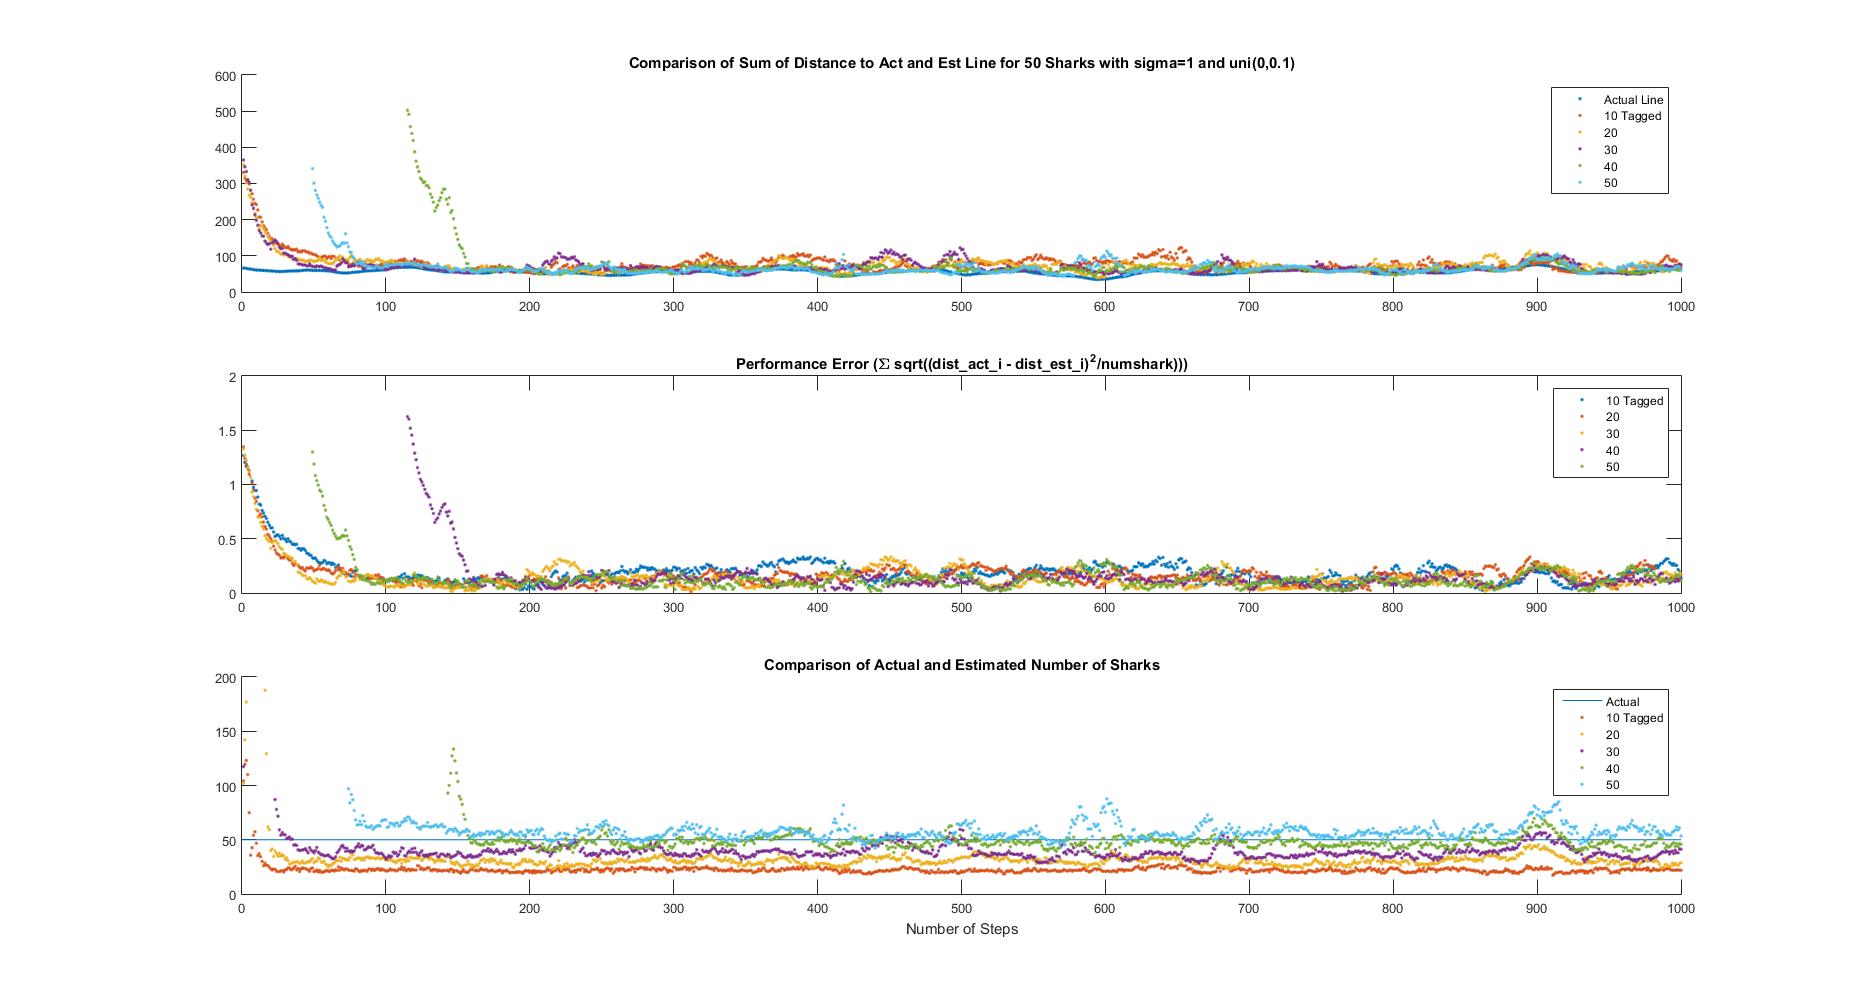 Comparison of Sum of Distance to Act and Est Line for 50 Sharks with sigma=1 and uni(0,0.1)
600
500
400
300
200
100
0
0 100 200 300 400 500 600 700 800 900 1000
Actual Line
10 Tagged
20
30
40
50
Performance Error (Σ sqrt((dist_act_i - dist_est_i)^2/numshark)))
2
1.5
1
0.5
0
0 100 200 300 400 500 600 700 800 900 1000
10 Tagged
20
30
40
50
Comparison of Actual and Estimated Number of Sharks
200
150
100
50
0
0 100 200 300 400 500 600 700 800 900 1000
Actual
10 Tagged
20
30
40
50
Number of Steps